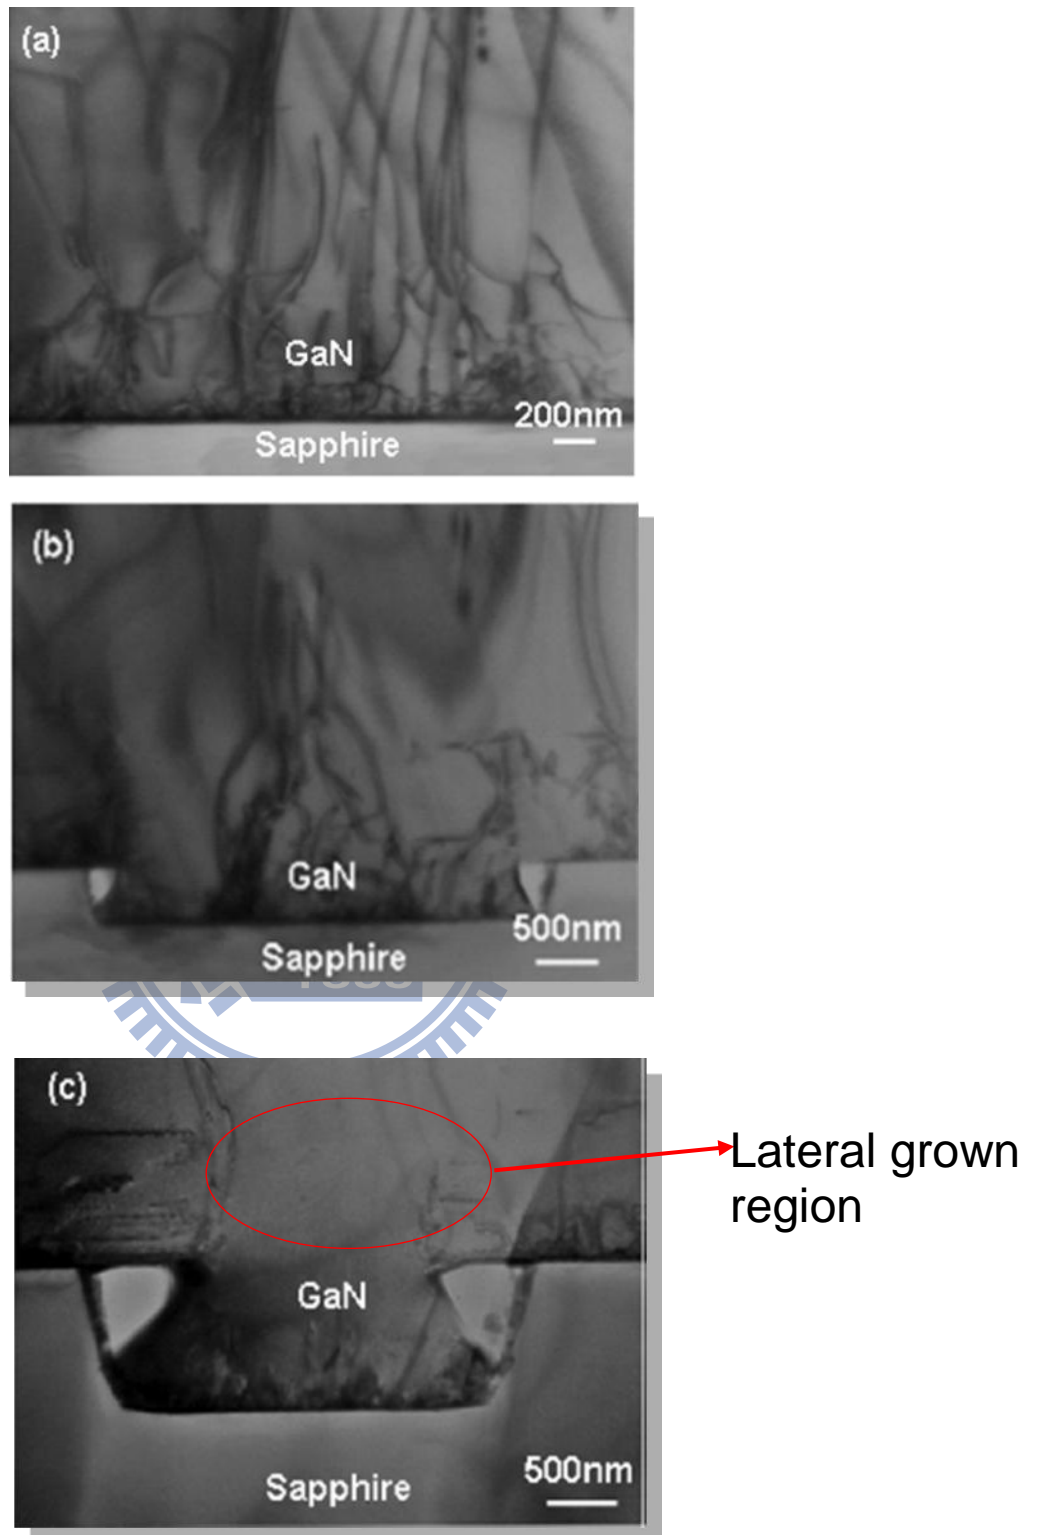 (a)
GaN
200nm
Sapphire
(b)
GaN
500nm
Sapphire
(c)
Lateral grown
region
GaN
500nm
Sapphire